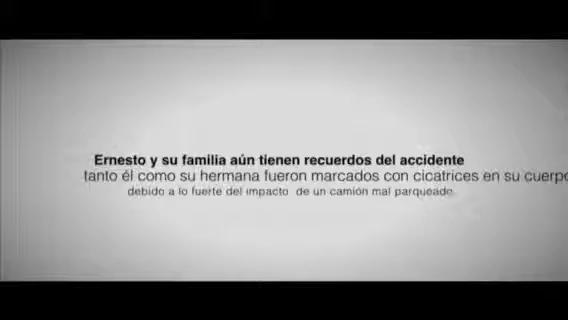 Ernesto y su familia aún tienen recuerdos del accidente
tanto él como su hermana fueron marcados con cicatrices en su cuerpo
debido a lo fuerte del impacto de un camión mal parqueado.